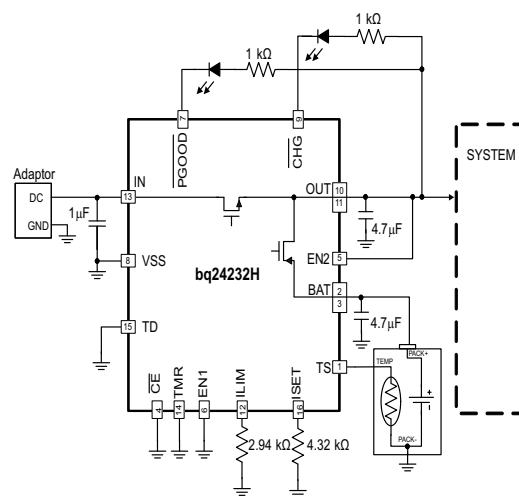 1 kΩ
1 kΩ
7
9
PGOOD
CHG
SYSTEM
Adaptor
DC
GND
IN
13
OUT
10
11
1μF
4.7μF
VSS
8
EN2
5
bq24232H
BAT
2
3
TD
15
4.7μF
TS
1
TEMP
PACK+
+
-
PACK-
CE
TMR
EN1
ILIM
ISET
4
14
6
12
16
2.94 kΩ
4.32 kΩ